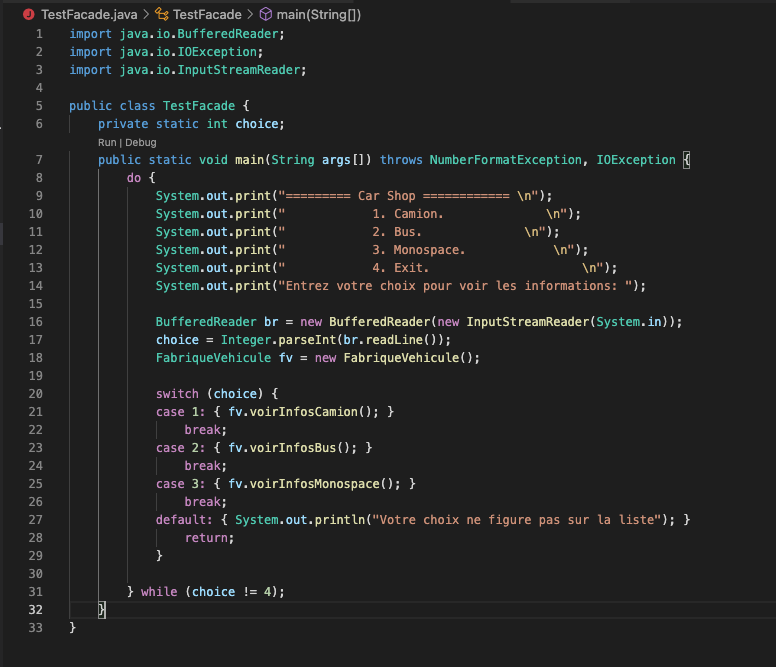 TestFacade.java > TestFacade > main(String[])
1 import java.io.BufferedReader;
2 import java.io.IOException;
3 import java.io.InputStreamReader;
4
5 public class TestFacade {
6     private static int choice;
Run | Debug
7     public static void main(String args[]) throws NumberFormatException, IOException {
8         do {
9             System.out.print("========= Car Shop ============ \n");
10             System.out.print("            1. Camion.              \n");
11             System.out.print("            2. Bus.              \n");
12             System.out.print("            3. Monospace.            \n");
13             System.out.print("            4. Exit.                     \n");
14             System.out.print("Entrez votre choix pour voir les informations: ");
15
16             BufferedReader br = new BufferedReader(new InputStreamReader(System.in));
17             choice = Integer.parseInt(br.readLine());
18             FabriqueVehicule fv = new FabriqueVehicule();
19
20             switch (choice) {
21             case 1: { fv.voirInfosCamion(); }
22                 break;
23             case 2: { fv.voirInfosBus(); }
24                 break;
25             case 3: { fv.voirInfosMonospace(); }
26                 break;
27             default: { System.out.println("Votre choix ne figure pas sur la liste"); }
28                 return;
29             }
30
31         } while (choice != 4);
32     }
33 }